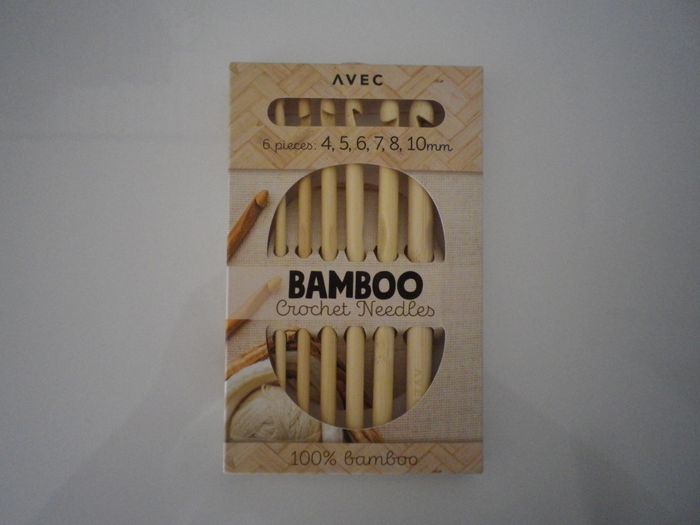 AVEC
6 pieces: 4, 5, 6, 7, 8, 10mm
BAMBOO
Crochet Needles
100% bamboo